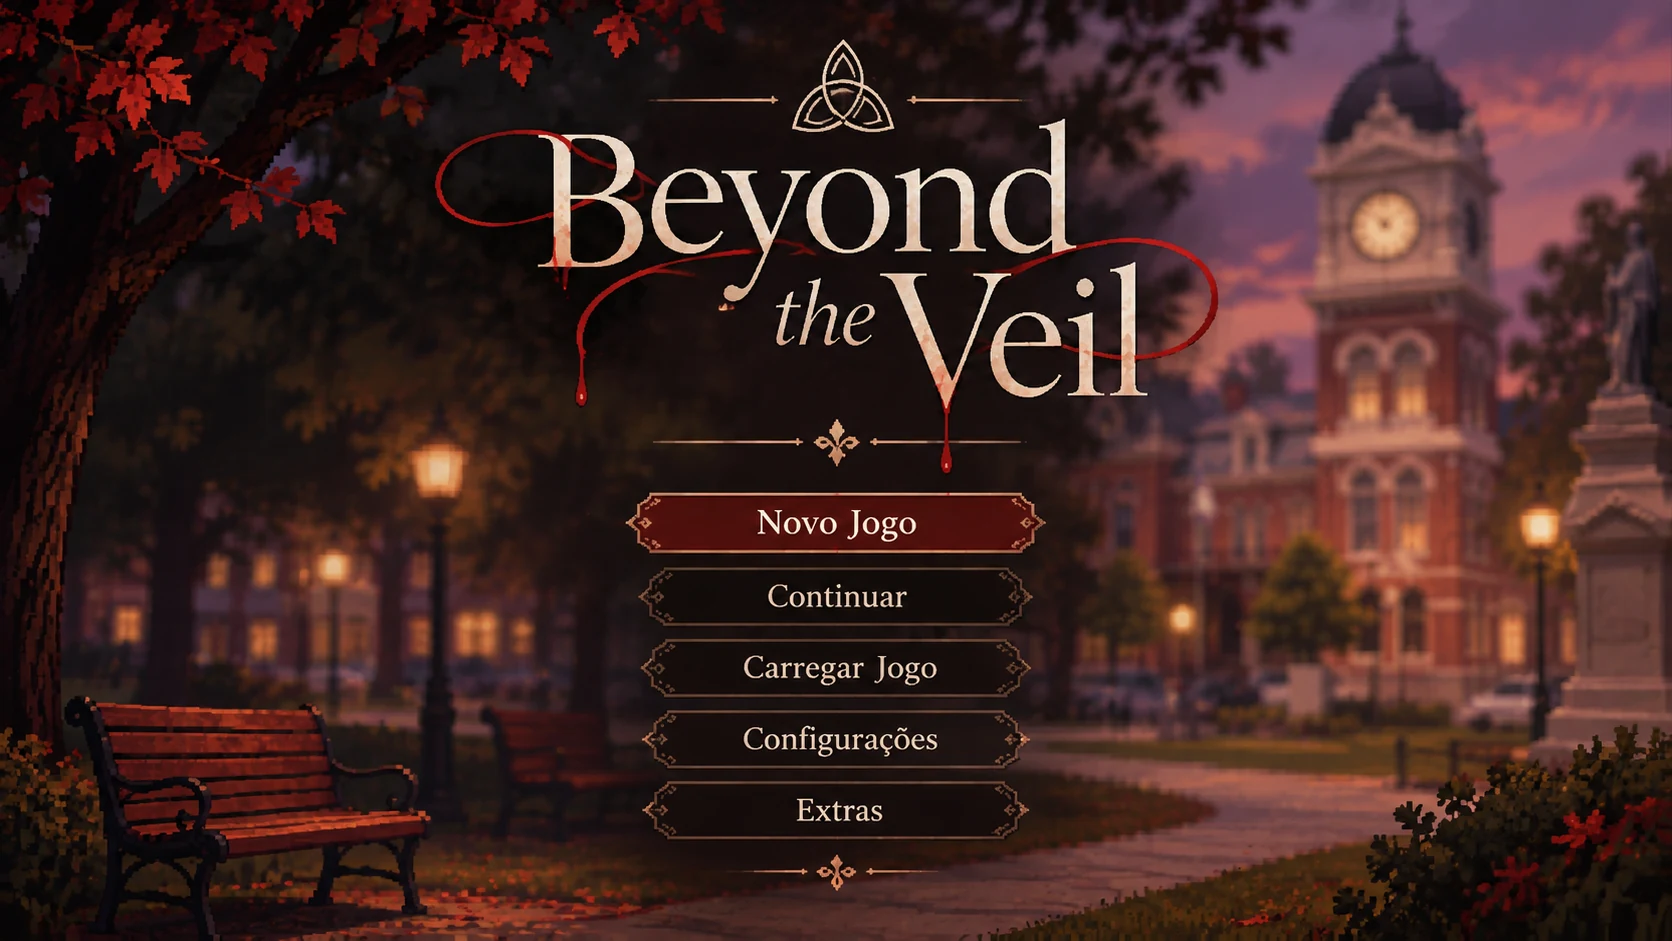 Beyond
the Veil
Novo Jogo
Continuar
Carregar Jogo
Configurações
Extras